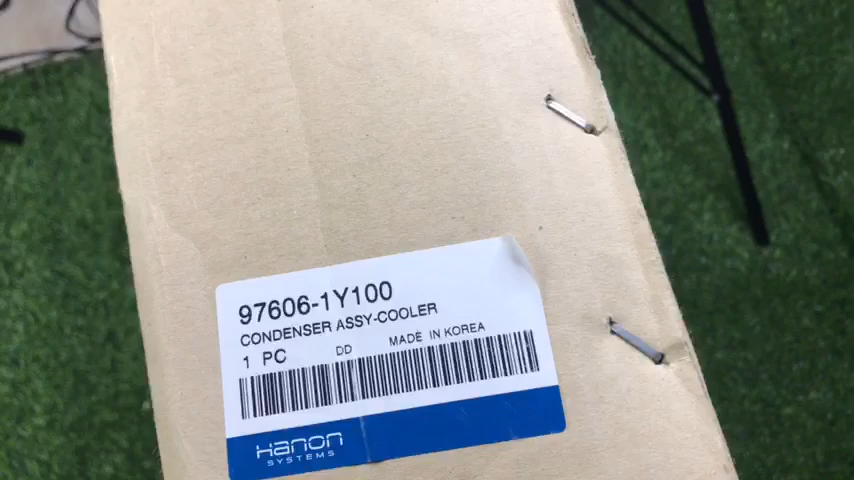 97606-1Y100
CONDENSER ASSY-COOLER
1 PC DD MADE IN KOREA
Hanon
SYSTEMS